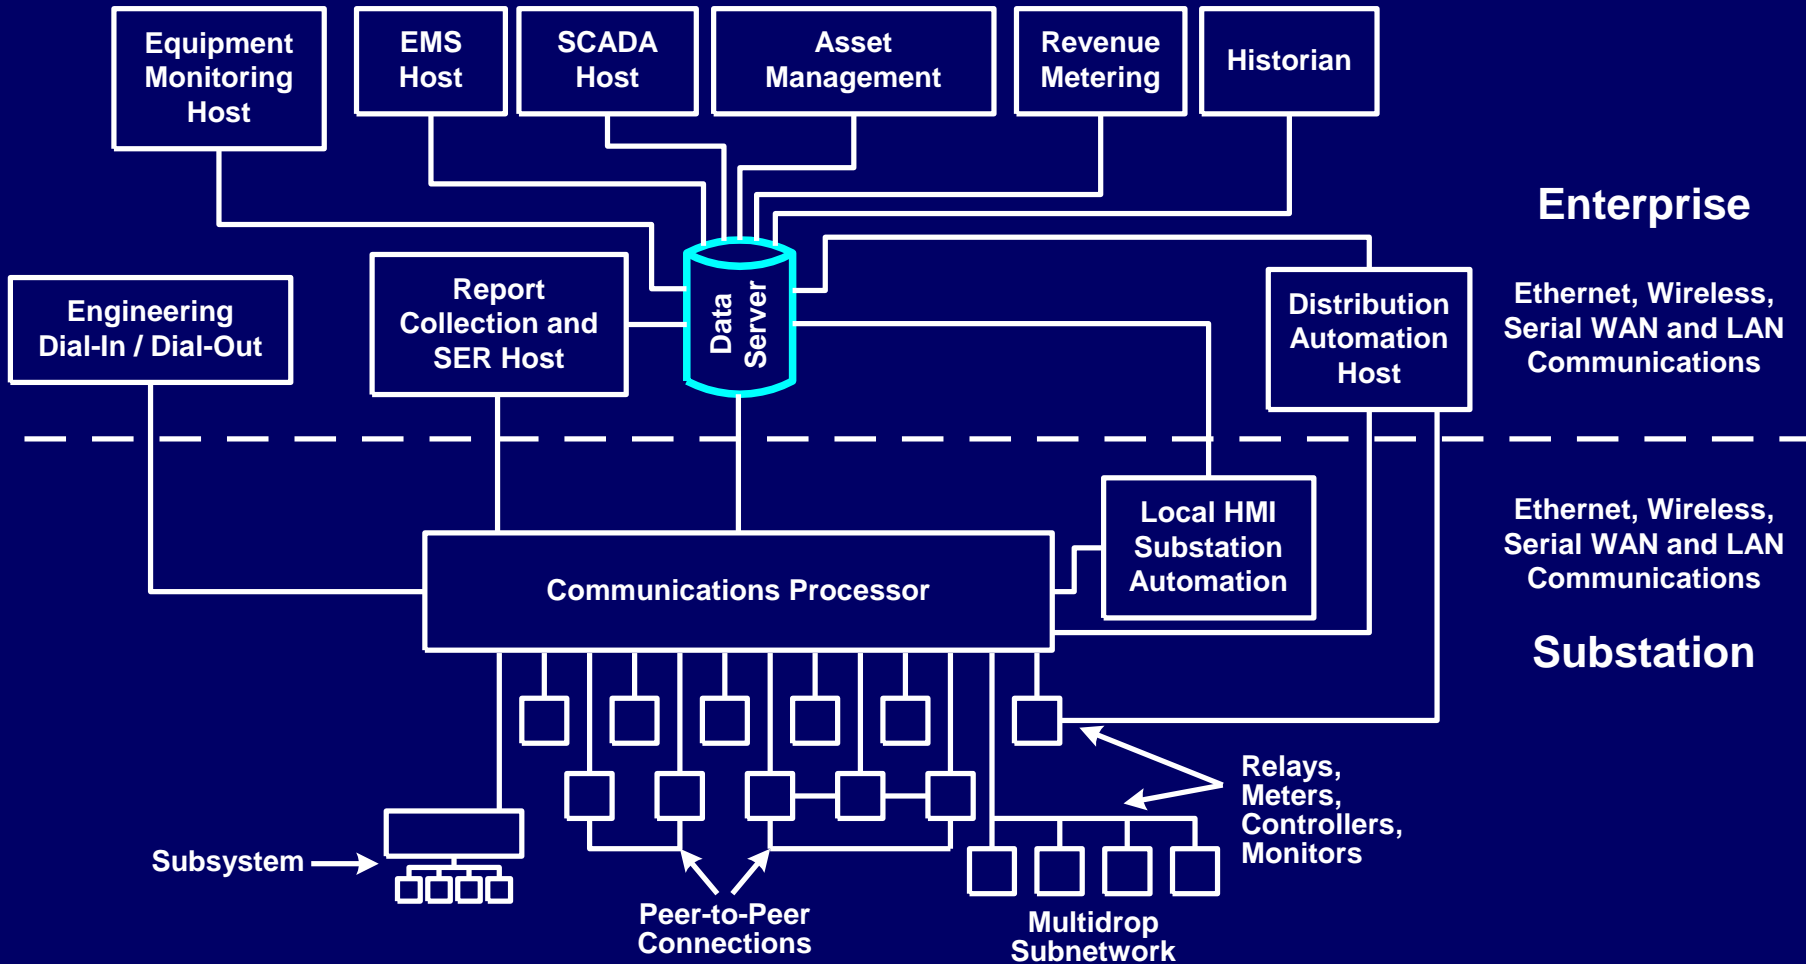 Equipment
Monitoring
Host
EMS
Host
SCADA
Host
Asset
Management
Revenue
Metering
Historian
Enterprise
Engineering
Dial-In / Dial-Out
Report
Collection and
SER Host
Data
Server
Distribution
Automation
Host
Ethernet, Wireless,
Serial WAN and LAN
Communications
Local HMI
Substation
Automation
Ethernet, Wireless,
Serial WAN and LAN
Communications
Communications Processor
Substation
Relays,
Meters,
Controllers,
Monitors
Subsystem
Peer-to-Peer
Connections
Multidrop
Subnetwork